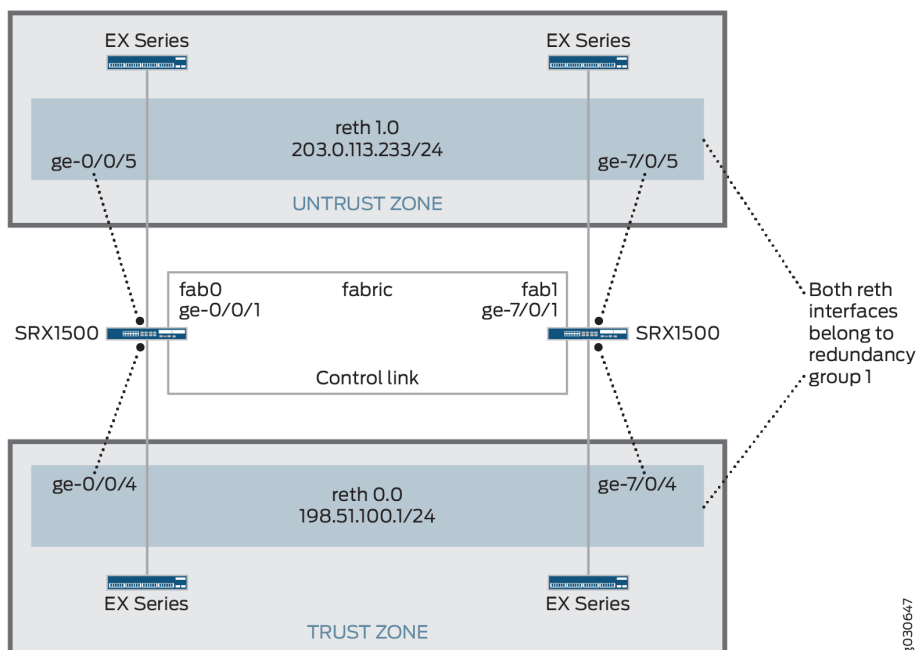 EX Series
EX Series
reth 1.0
203.0.113.233/24
ge-0/0/5
ge-7/0/5
UNTRUST ZONE
fab0
ge-0/0/1
fabric
fab1
ge-7/0/1
SRX1500
SRX1500
Control link
Both reth
interfaces
belong to
redundancy
group 1
ge-0/0/4
ge-7/0/4
reth 0.0
198.51.100.1/24
EX Series
EX Series
TRUST ZONE
g030647